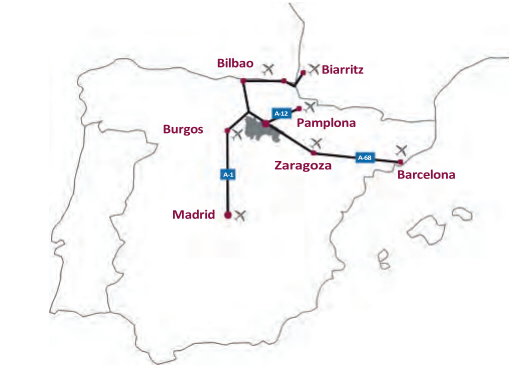 Bilbao
Biarritz
A-12
Pamplona
Burgos
Zaragoza
A-68
Barcelona
A-1
Madrid